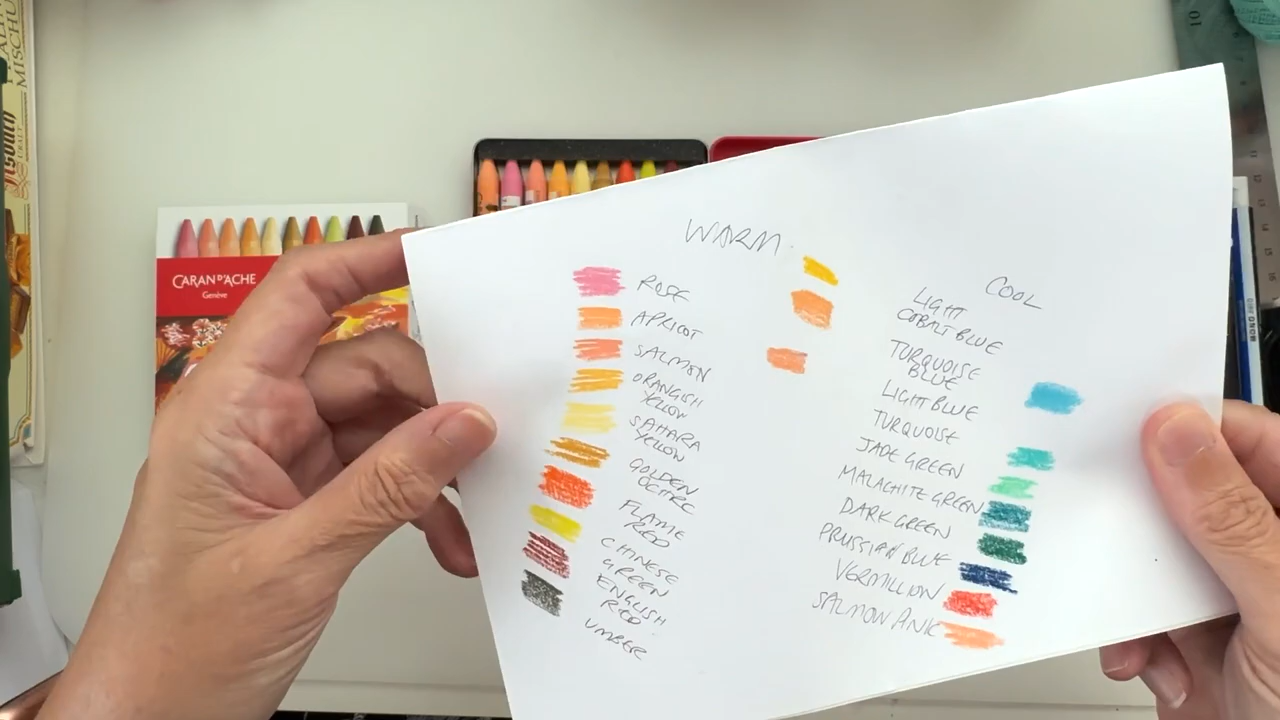 WARM
ROSE
APRICOT
SALMON
ORANGISH
YELLOW
SAHARA
YELLOW
GOLDEN
OCHRE
FLAME
RED
CHINESE
GREEN
ENGLISH
RED
UMBER
COOL
LIGHT
COBALT BLUE
TURQUOISE
BLUE
LIGHT BLUE
TURQUOISE
JADE GREEN
MALACHITE GREEN
DARK GREEN
PRUSSIAN BLUE
VERMILLION
SALMON PINK
CARAN D'ACHE
Genève
10